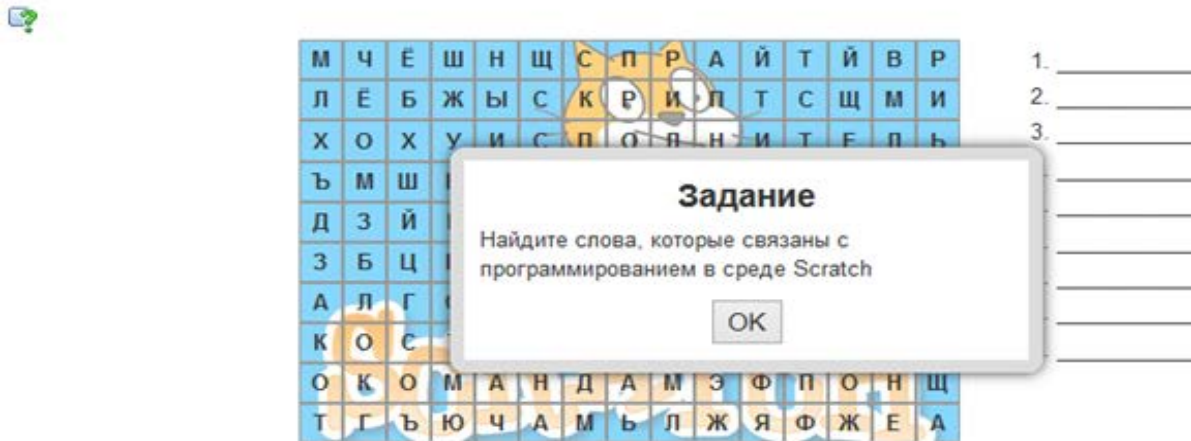 М Ч Ё Ш Н Щ С П Р А Й Т Й В Р
1.
Л Ё Б Ж Ы С К Р И П Т С Щ М И
2.
Х О Х У И С П О Л Н И Т Е Л Ь
3.
Ъ М Ш
Задание
Д З Й
Найдите слова, которые связаны с
программированием в среде Scratch
З Б Ц
А Л Г
OK
К О С
О К О М А Н Д А М Э Ф П О Н Щ
Т Г Ъ Ю Ч А М Ь Л Ж Я Ф Ж Е А